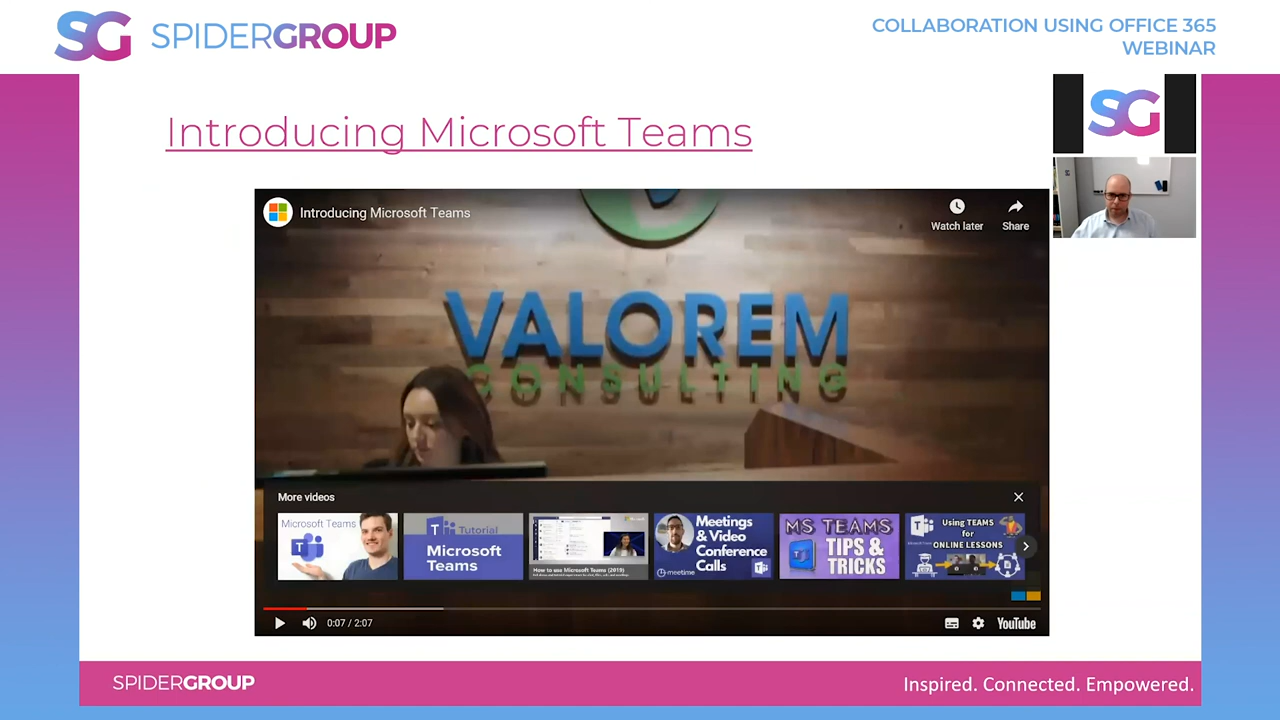 SG SPIDERGROUP
COLLABORATION USING OFFICE 365
WEBINAR
SG
Introducing Microsoft Teams
Introducing Microsoft Teams
Watch later
Share
VALOREM
CONSULTING
More videos
Microsoft Teams
Tutorial
Microsoft
Teams
How to use Microsoft Teams (2019)
Meetings
& Video
Conference
Calls
meetime
MS TEAMS
TIPS &
TRICKS
Using TEAMS
for
ONLINE LESSONS
0:07 / 2:07
YouTube
SPIDERGROUP
Inspired. Connected. Empowered.